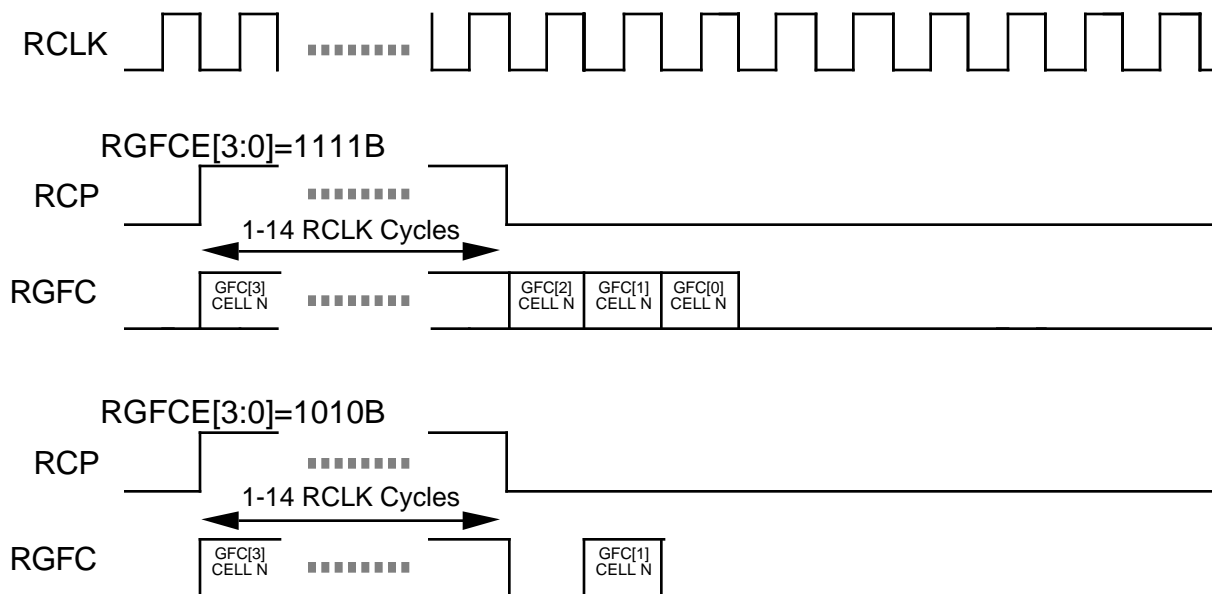 RCLK
RGFCE[3:0]=1111B
RCP
1-14 RCLK Cycles
RGFC
GFC[3]
CELL N
GFC[2]
CELL N
GFC[1]
CELL N
GFC[0]
CELL N
RGFCE[3:0]=1010B
RCP
1-14 RCLK Cycles
RGFC
GFC[3]
CELL N
GFC[1]
CELL N